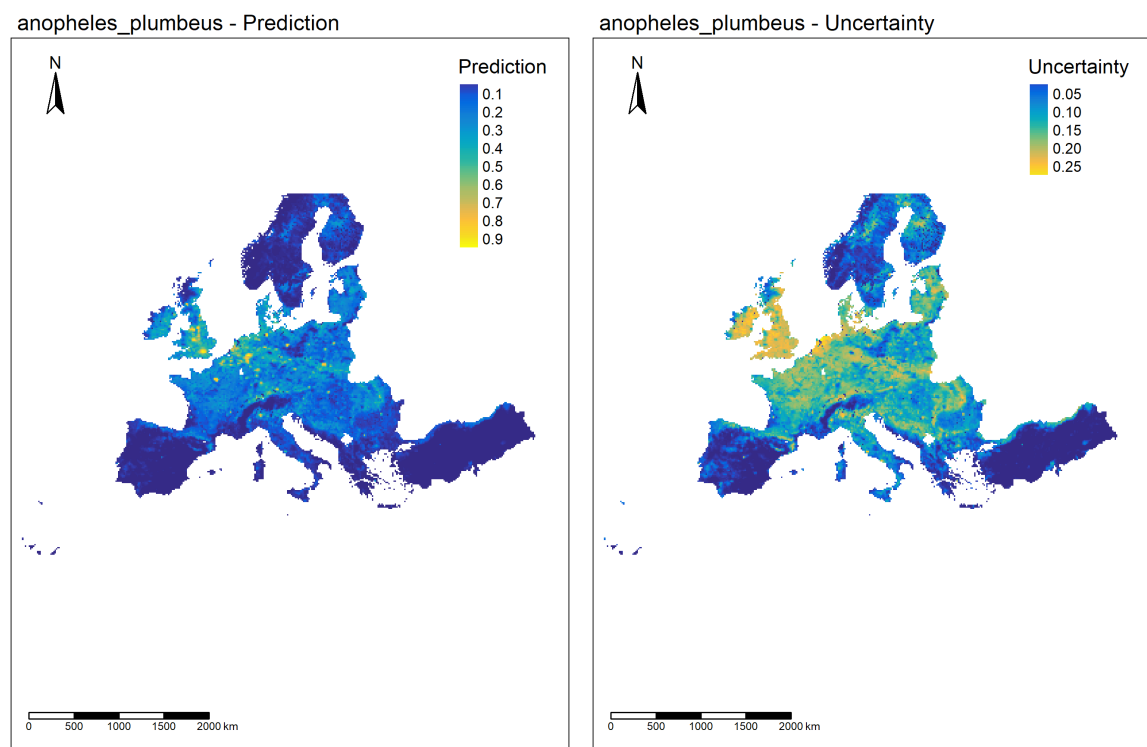 anopheles_plumbeus - Prediction
N
Prediction
0.1
0.2
0.3
0.4
0.5
0.6
0.7
0.8
0.9
0 500 1000 1500 2000 km
anopheles_plumbeus - Uncertainty
N
Uncertainty
0.05
0.10
0.15
0.20
0.25
0 500 1000 1500 2000 km